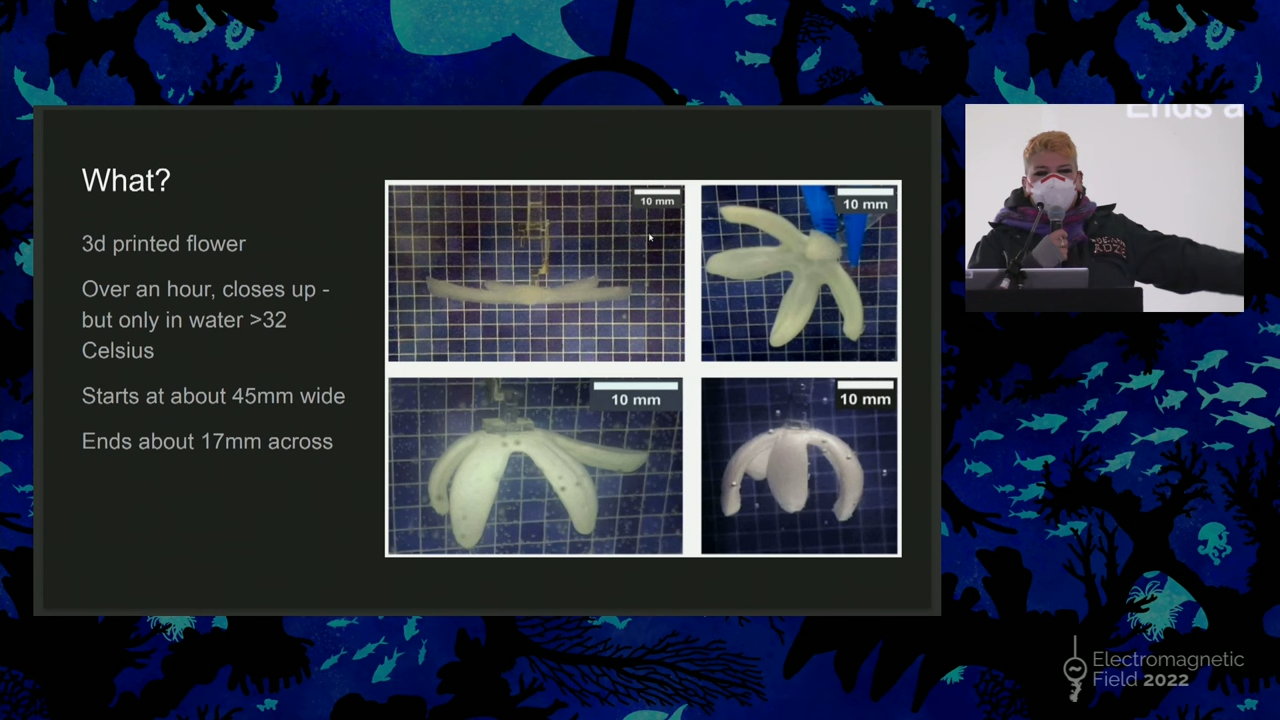 What?
3d printed flower
Over an hour, closes up -
but only in water >32
Celsius
Starts at about 45mm wide
Ends about 17mm across
10 mm
10 mm
10 mm
10 mm
Ends a
Electromagnetic
Field 2022